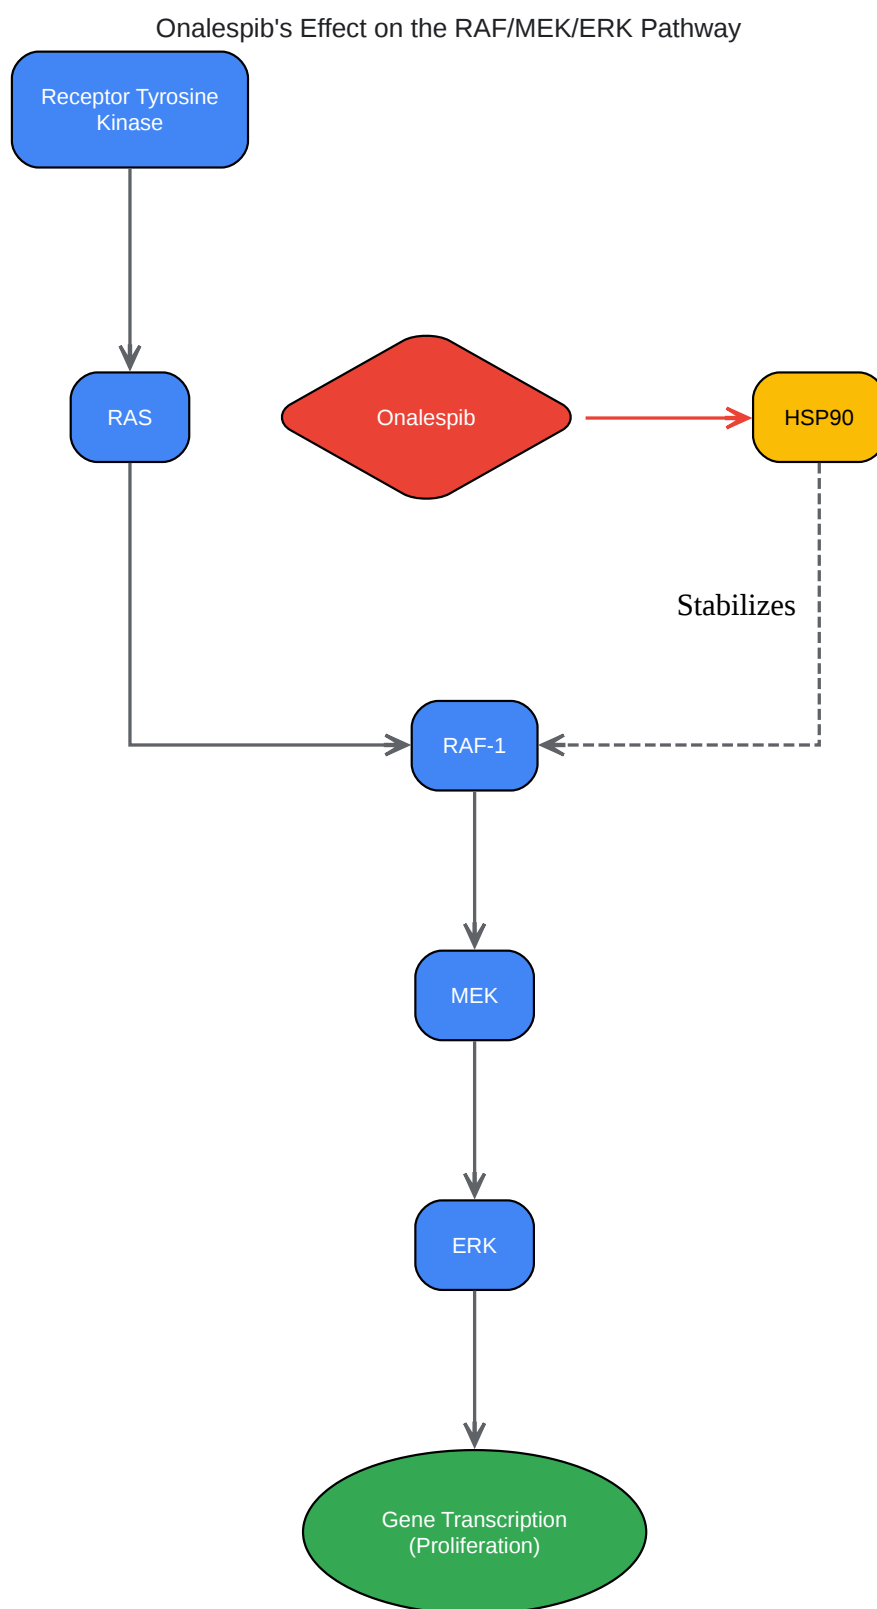 Onalespib's Effect on the RAF/MEK/ERK Pathway
Receptor Tyrosine
Kinase
RAS
Onalespib
HSP90
Stabilizes
RAF-1
MEK
ERK
Gene Transcription
(Proliferation)